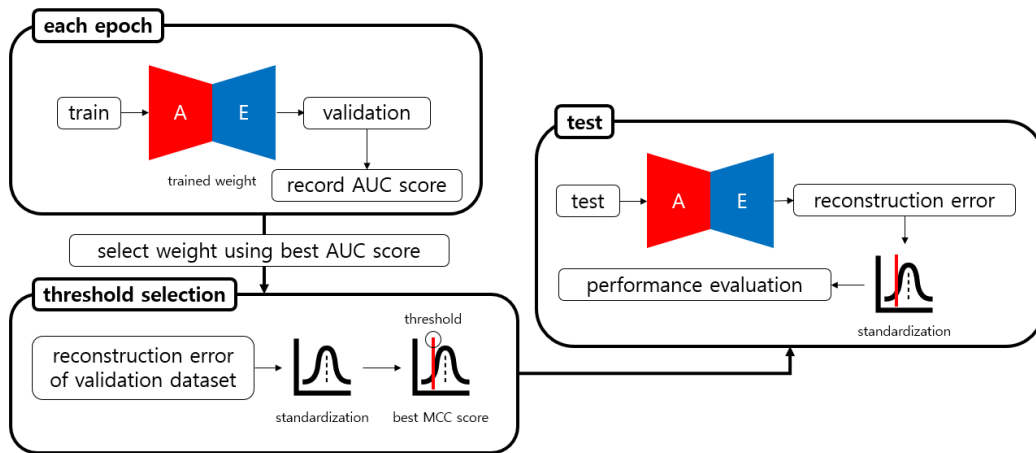 each epoch
train
A
E
validation
trained weight
record AUC score
select weight using best AUC score
threshold selection
reconstruction error
of validation dataset
standardization
threshold
best MCC score
test
test
A
E
reconstruction error
performance evaluation
standardization